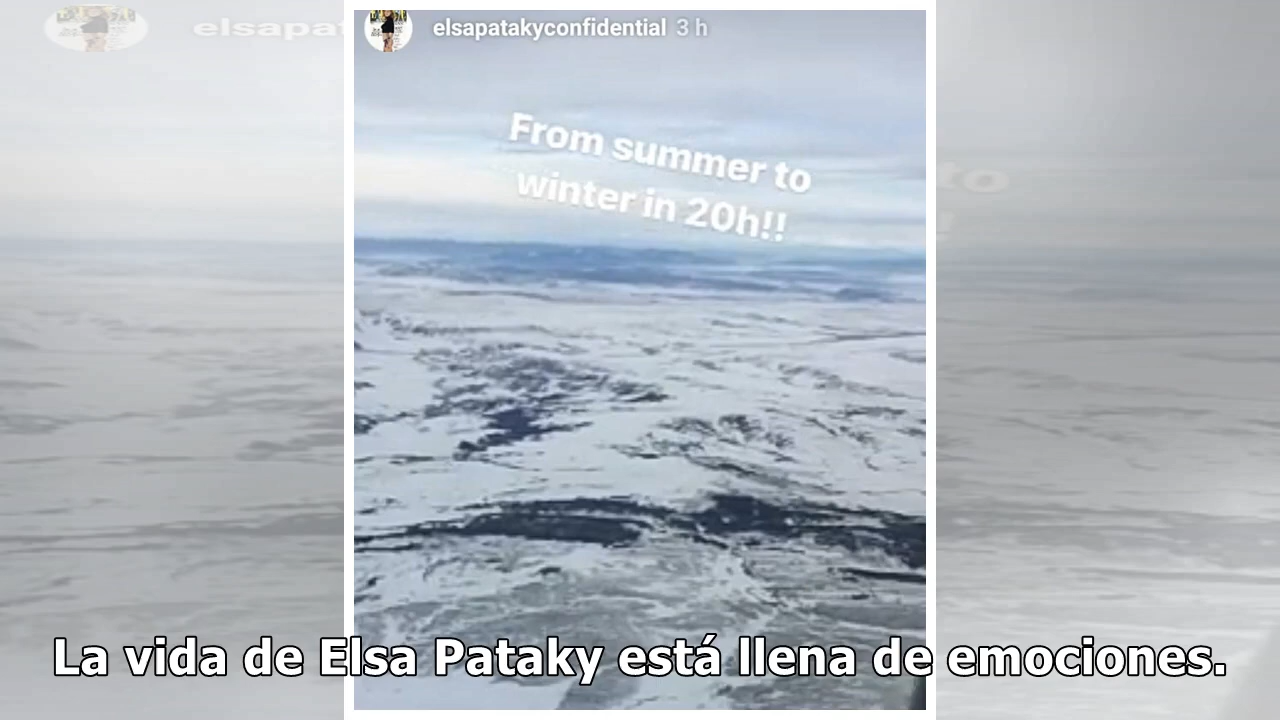 elsapatakyconfidential 3 h
From summer to
winter in 20h!!
La vida de Elsa Pataky está llena de emociones.